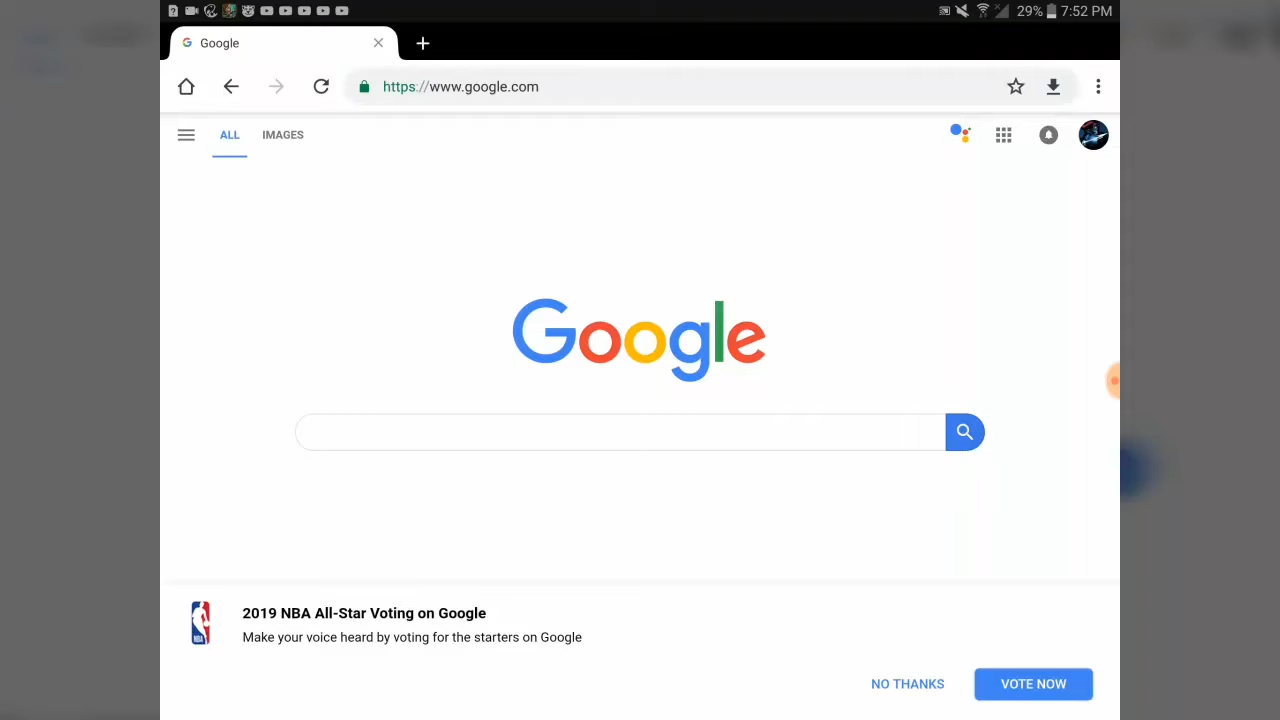 29% 7:52 PM
Google
https://www.google.com
ALL IMAGES
Google
2019 NBA All-Star Voting on Google
Make your voice heard by voting for the starters on Google
NBA
NO THANKS VOTE NOW